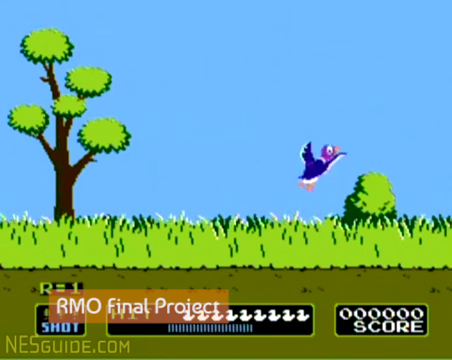 R=1
RMO Final Project
HIT
000000
SHOT
SCORE
NESGUIDE.COM